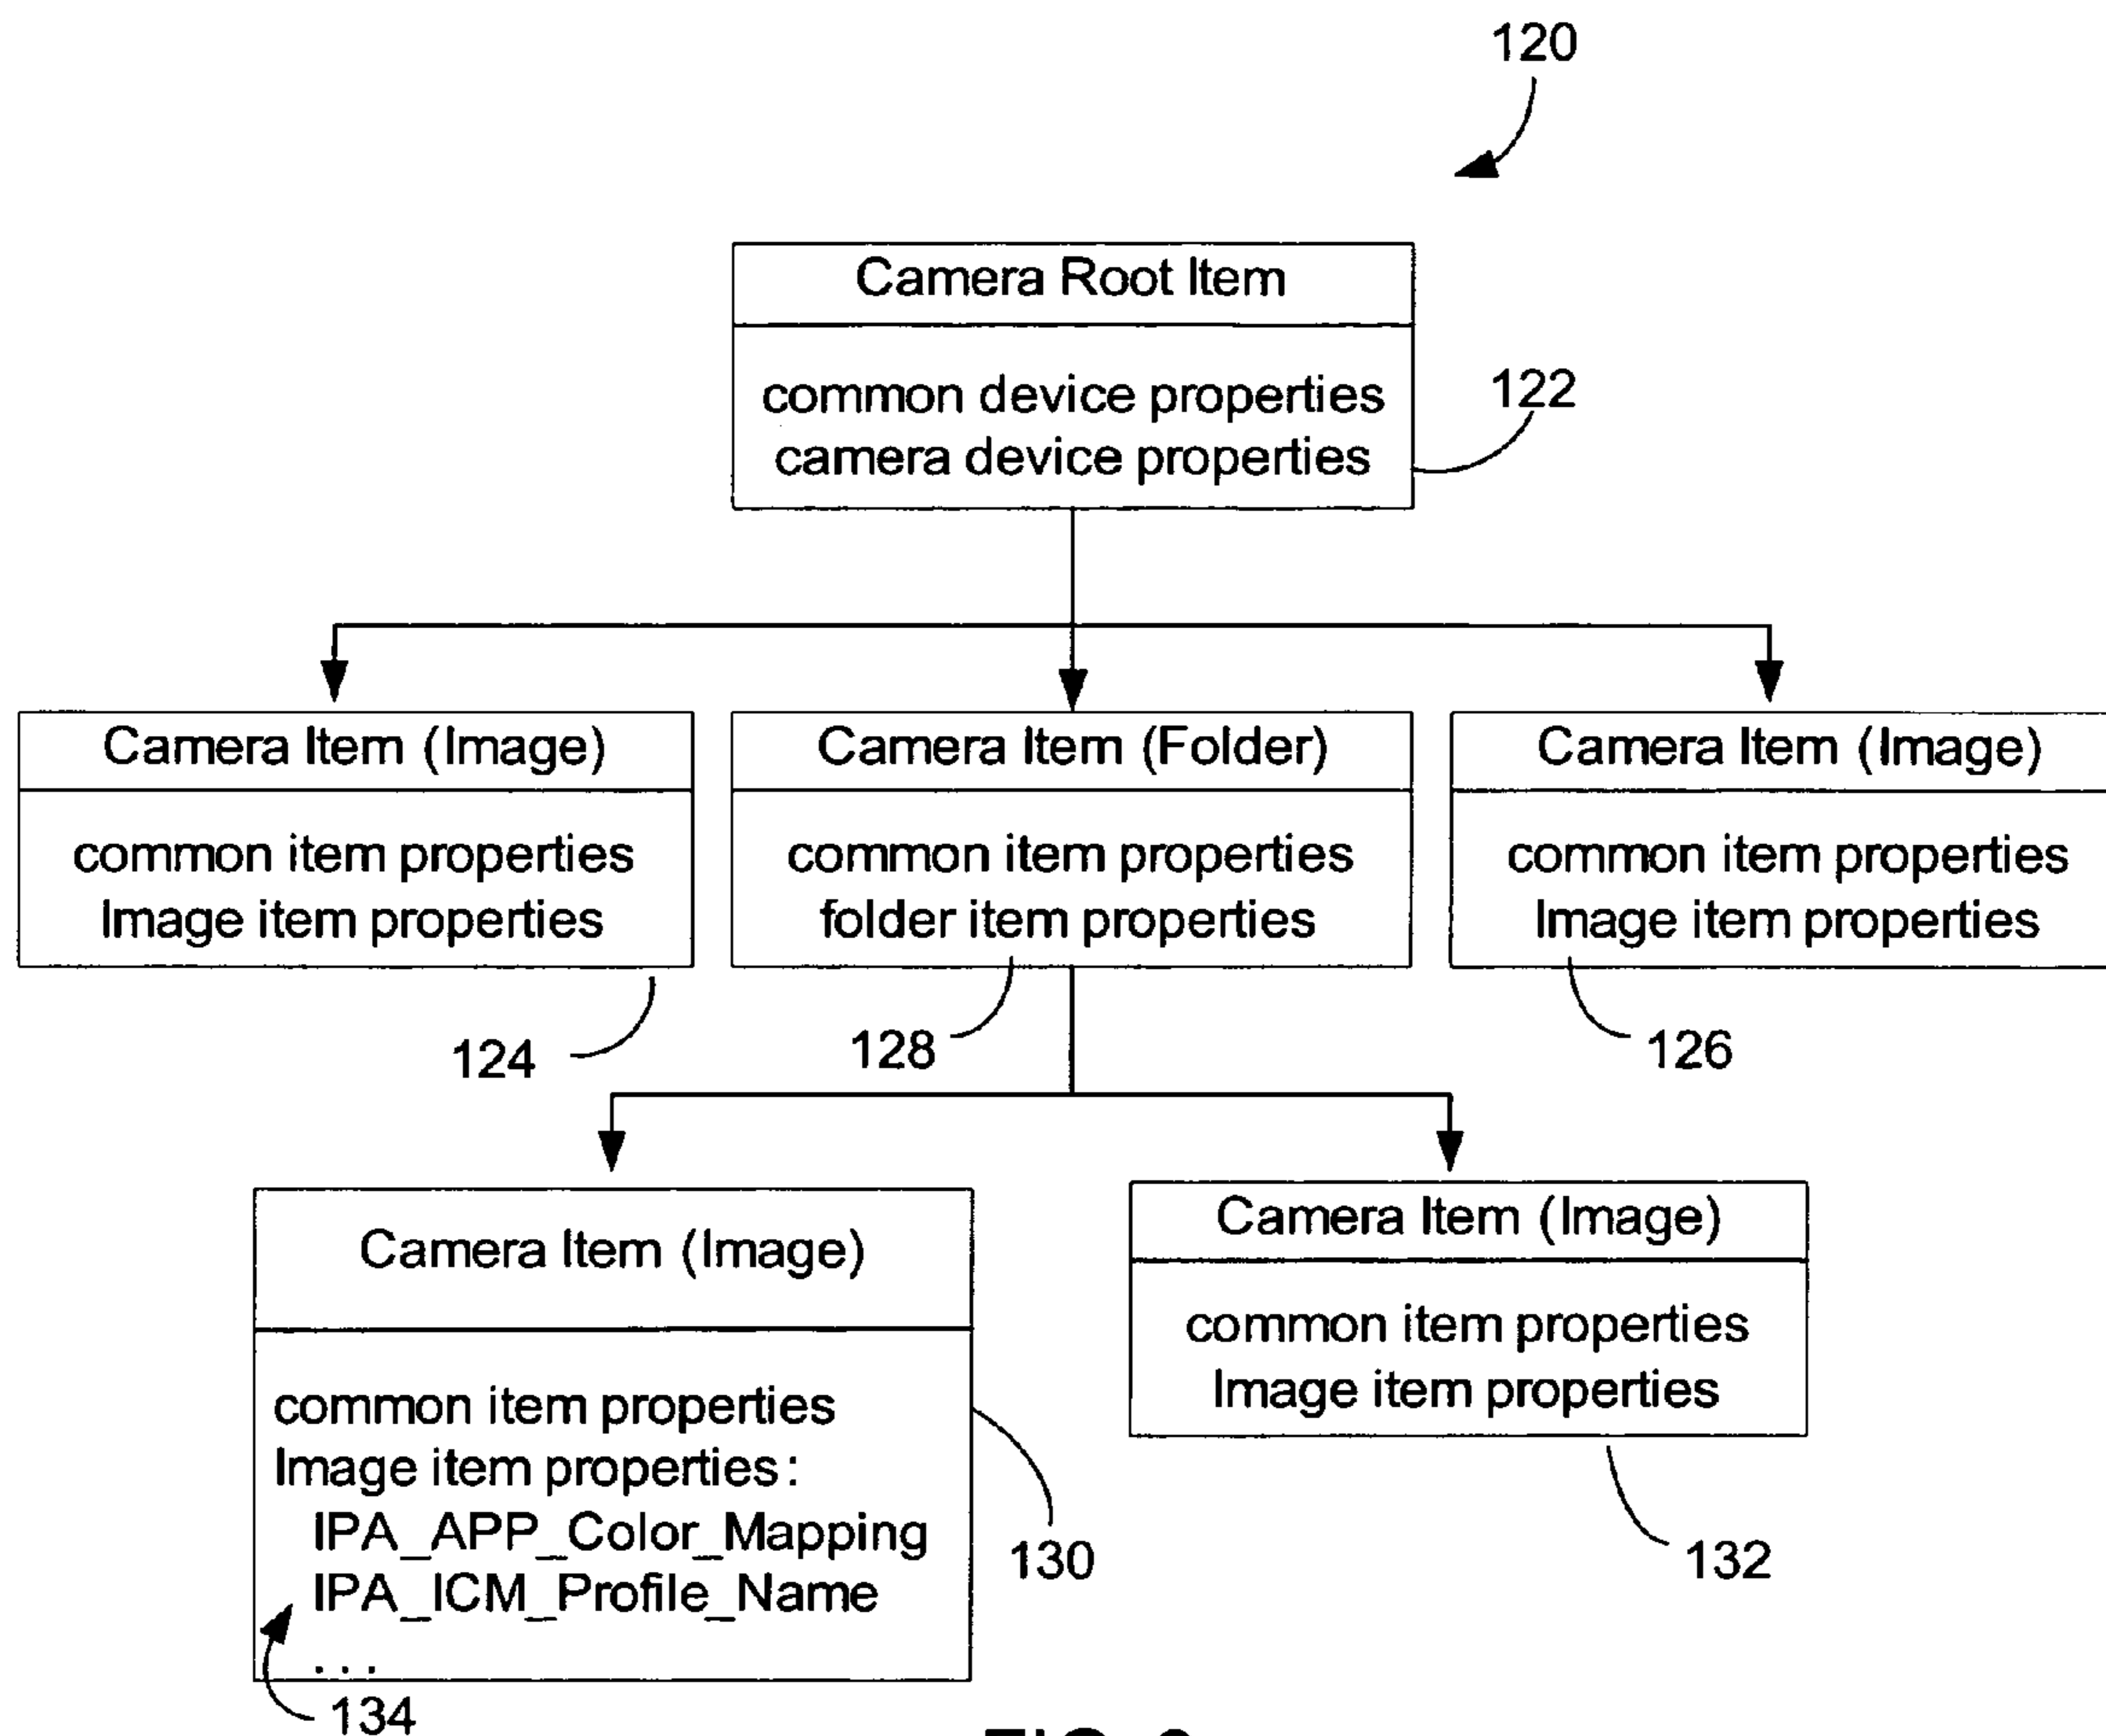 120
Camera Root Item
common device properties
camera device properties
122
Camera Item (Image)
common item properties
Image item properties
124
Camera Item (Folder)
common item properties
folder item properties
128
Camera Item (Image)
common item properties
Image item properties
126
Camera Item (Image)
common item properties
Image item properties:
IPA_APP_Color_Mapping
IPA_ICM_Profile_Name
...
130
134
Camera Item (Image)
common item properties
Image item properties
132